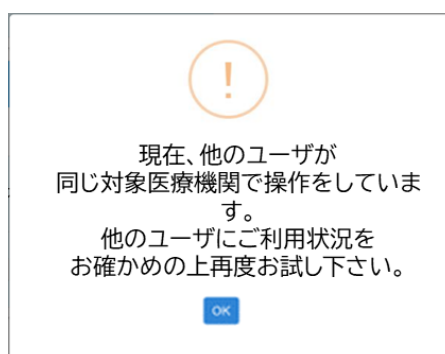 !
現在、他のユーザが
同じ対象医療機関で操作をしていま
す。
他のユーザにご利用状況を
お確かめの上再度お試し下さい。
OK